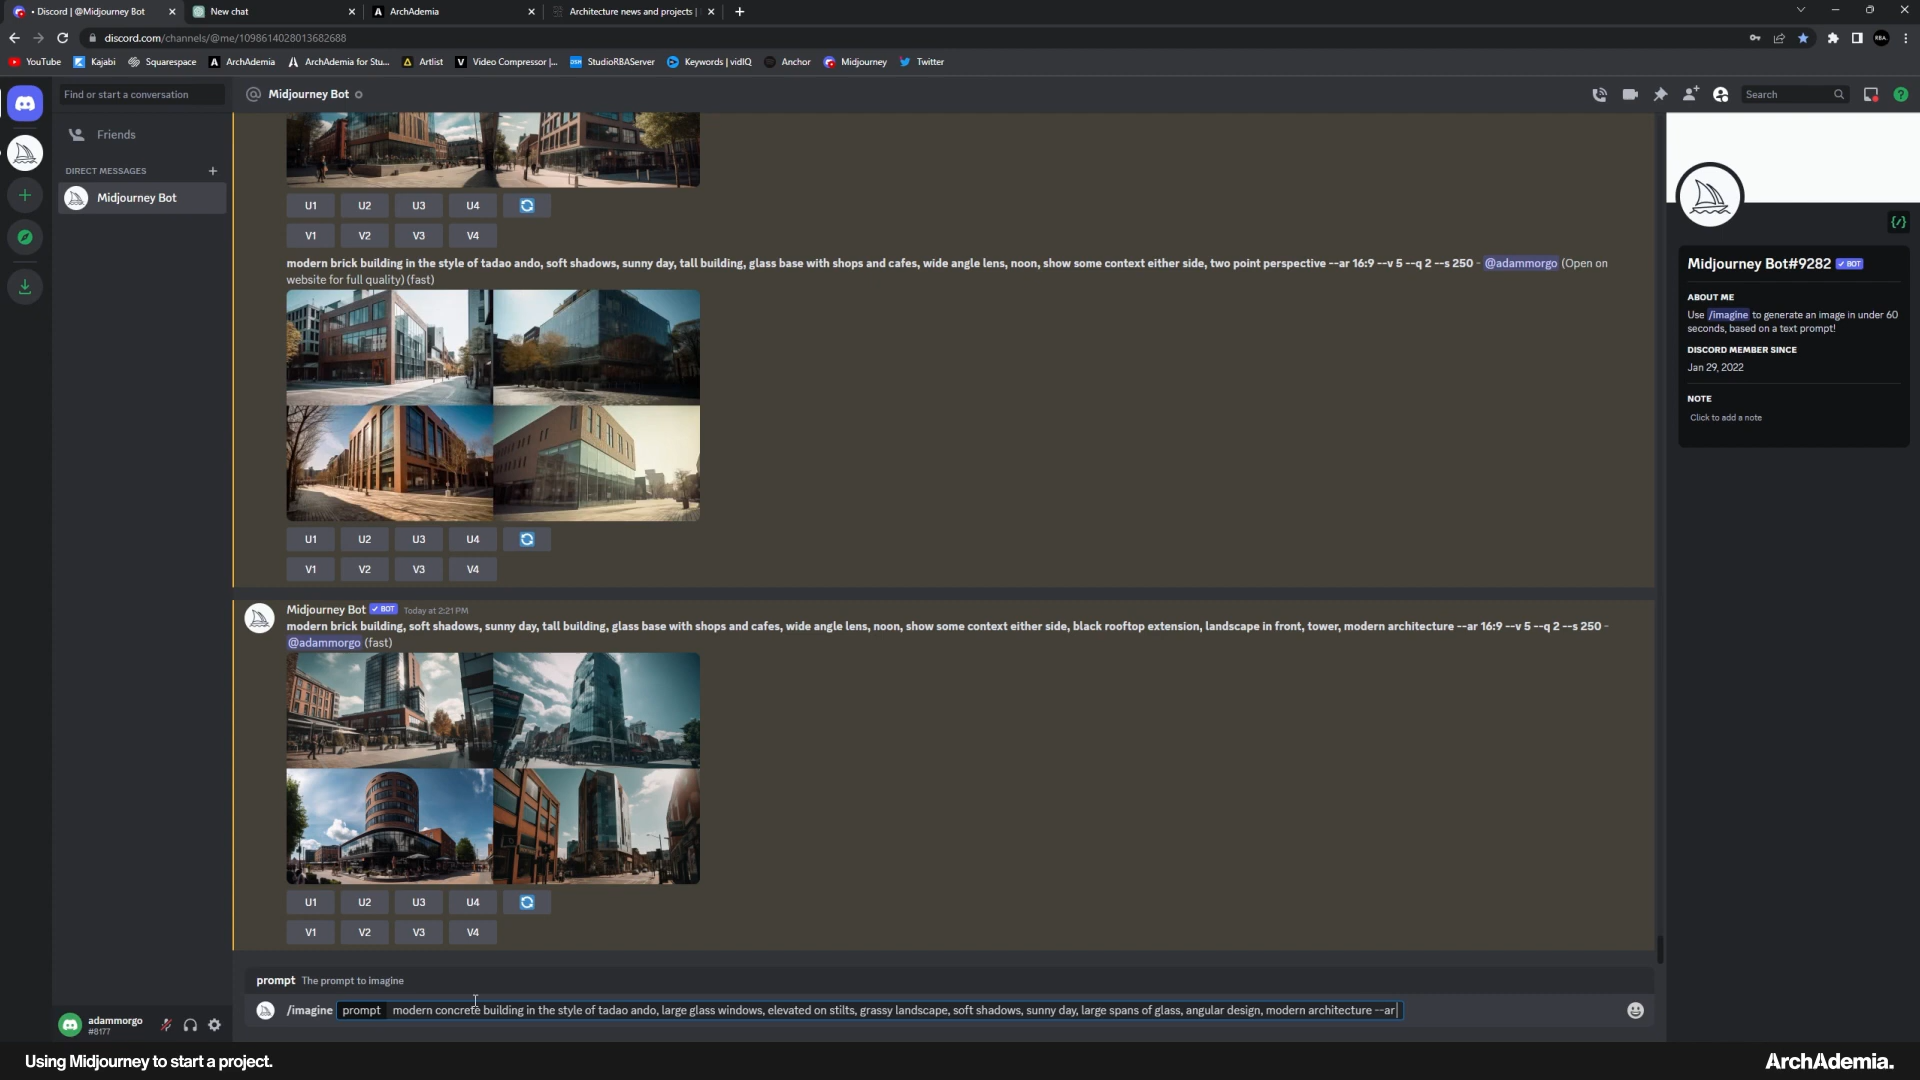 • Discord | @Midjourney Bot
New chat
ArchAdemia
Architecture news and projects |
discord.com/channels/@me/1098614028013682688
RBA.
YouTube
Kajabi
Squarespace
ArchAdemia
ArchAdemia for Stu...
Artlist
Video Compressor |...
StudioRBAServer
Keywords | vidIQ
Anchor
Midjourney
Twitter
Find or start a conversation
Midjourney Bot
Search
Friends
DIRECT MESSAGES
Midjourney Bot
U1 U2 U3 U4
V1 V2 V3 V4
modern brick building in the style of tadao ando, soft shadows, sunny day, tall building, glass base with shops and cafes, wide angle lens, noon, show some context either side, two point perspective --ar 16:9 --v 5 --q 2 --s 250 - @adammorgo (Open on
website for full quality) (fast)
U1 U2 U3 U4
V1 V2 V3 V4
Midjourney Bot ✓ BOT Today at 2:21 PM
modern brick building, soft shadows, sunny day, tall building, glass base with shops and cafes, wide angle lens, noon, show some context either side, black rooftop extension, landscape in front, tower, modern architecture --ar 16:9 --v 5 --q 2 --s 250 -
@adammorgo (fast)
U1 U2 U3 U4
V1 V2 V3 V4
prompt The prompt to imagine
/imagine prompt modern concrete building in the style of tadao ando, large glass windows, elevated on stilts, grassy landscape, soft shadows, sunny day, large spans of glass, angular design, modern architecture --ar
adammorgo
#8177
Midjourney Bot#9282 ✓ BOT
ABOUT ME
Use /imagine to generate an image in under 60
seconds, based on a text prompt!
DISCORD MEMBER SINCE
Jan 29, 2022
NOTE
Click to add a note
Using Midjourney to start a project.
ArchAdemia.